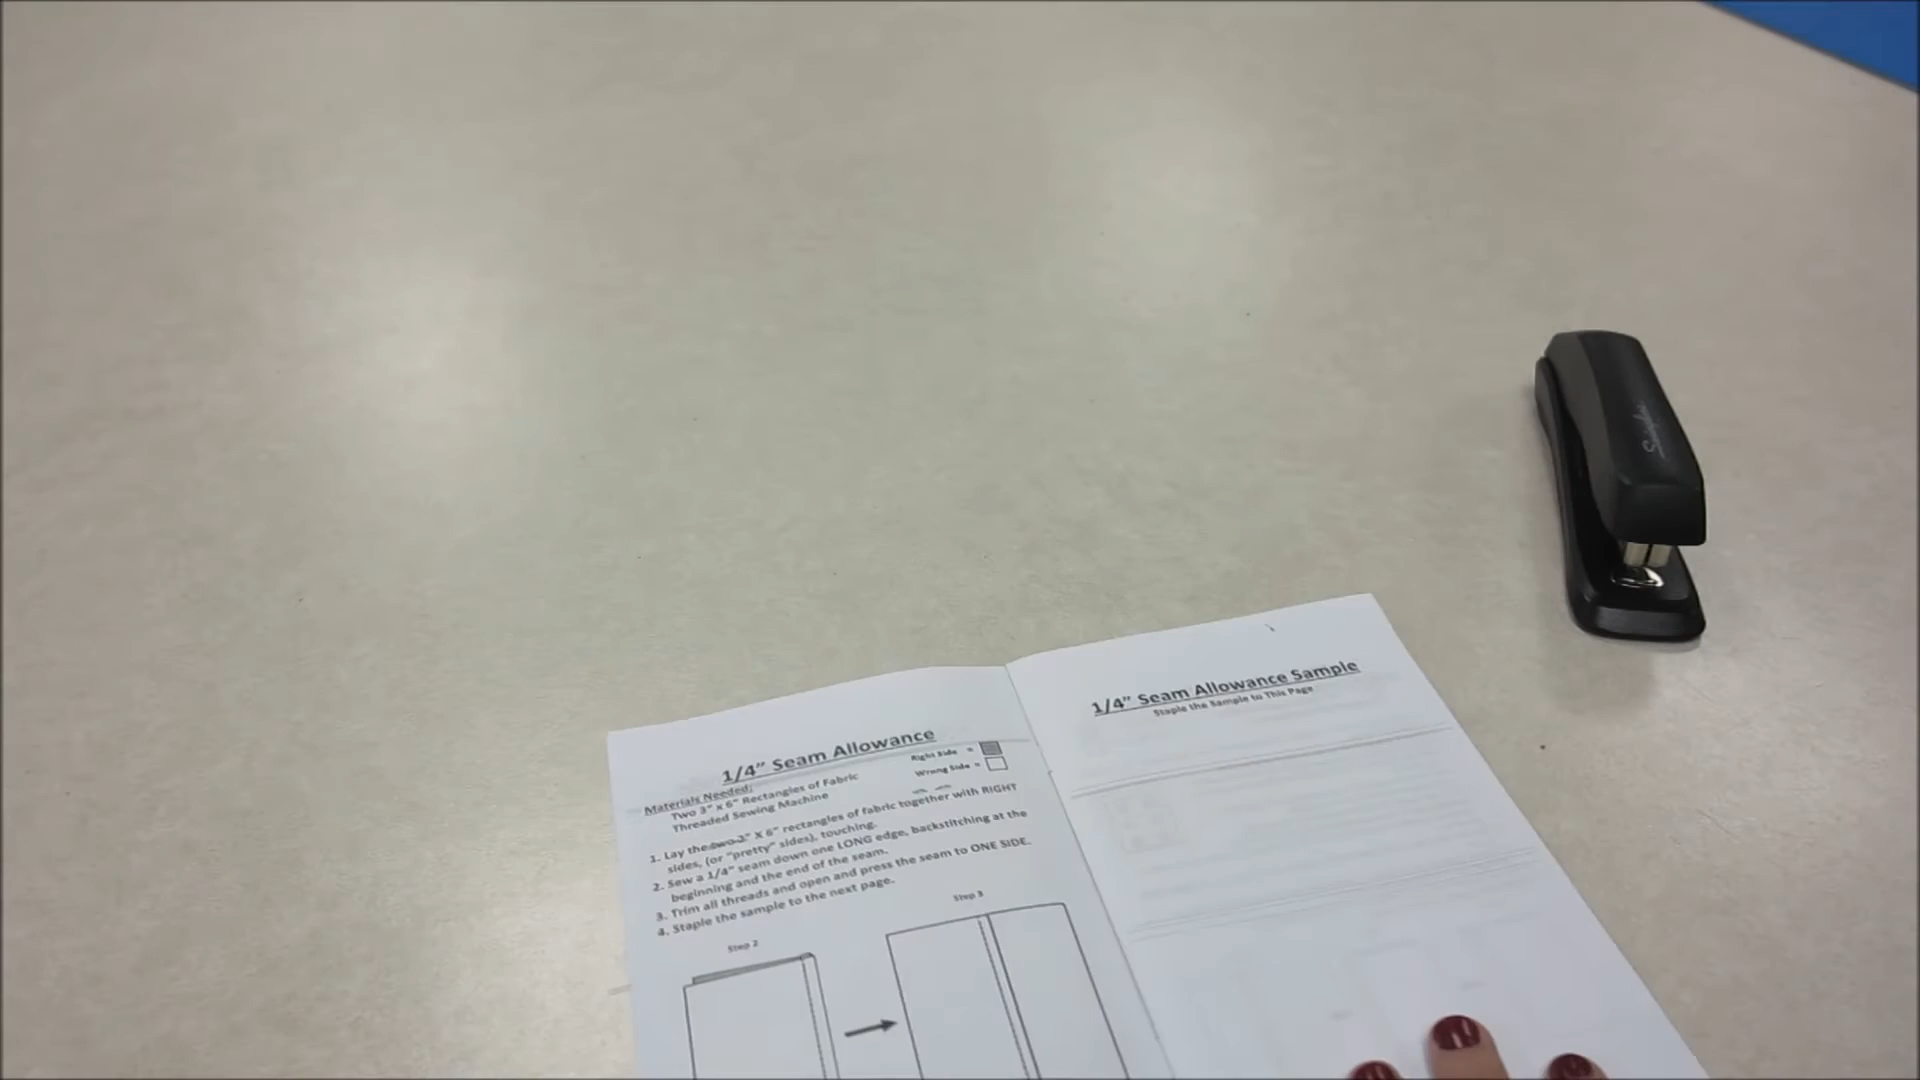 Swingline
1/4" Seam Allowance
Right Side =
Wrong Side =
Materials Needed:
Two 3" x 6" Rectangles of Fabric
Threaded Sewing Machine
1. Lay the two 3" X 6" rectangles of fabric together with RIGHT
sides, (or "pretty" sides), touching.
2. Sew a 1/4" seam down one LONG edge, backstitching at the
beginning and the end of the seam.
3. Trim all threads and open and press the seam to ONE SIDE.
4. Staple the sample to the next page.
Step 2
Step 3
1/4" Seam Allowance Sample
Staple the Sample to This Page